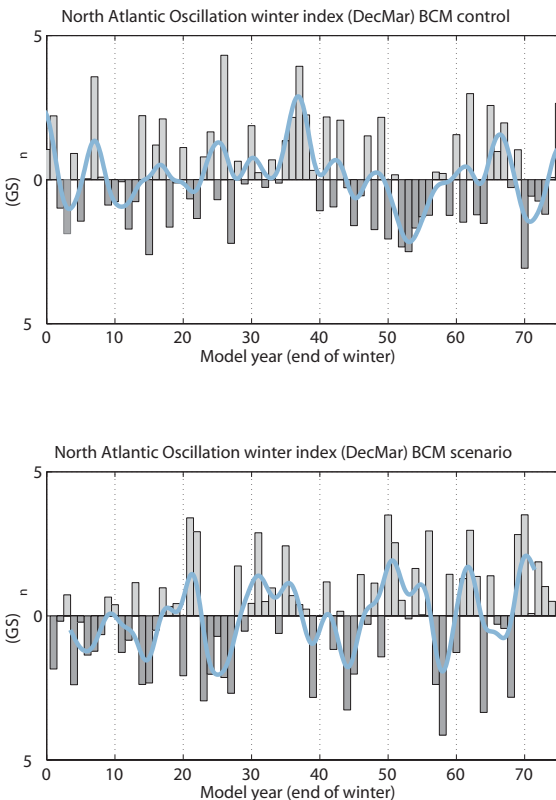 North Atlantic Oscillation winter index (DecMar) BCM control
5
0
5
(GS) n
0 10 20 30 40 50 60 70
Model year (end of winter)
North Atlantic Oscillation winter index (DecMar) BCM scenario
5
0
5
(GS) n
0 10 20 30 40 50 60 70
Model year (end of winter)